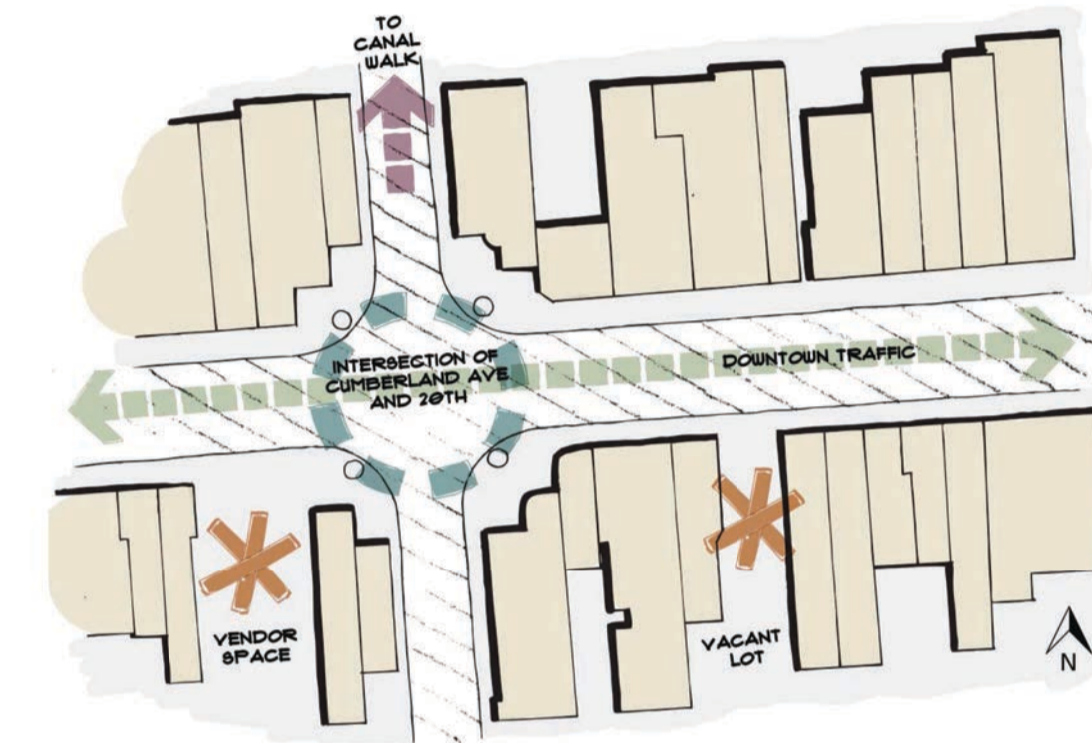 TO
CANAL
WALK
INTERSECTION OF
CUMBERLAND AVE
AND 20TH
DOWNTOWN TRAFFIC
VENDOR
SPACE
VACANT
LOT
N